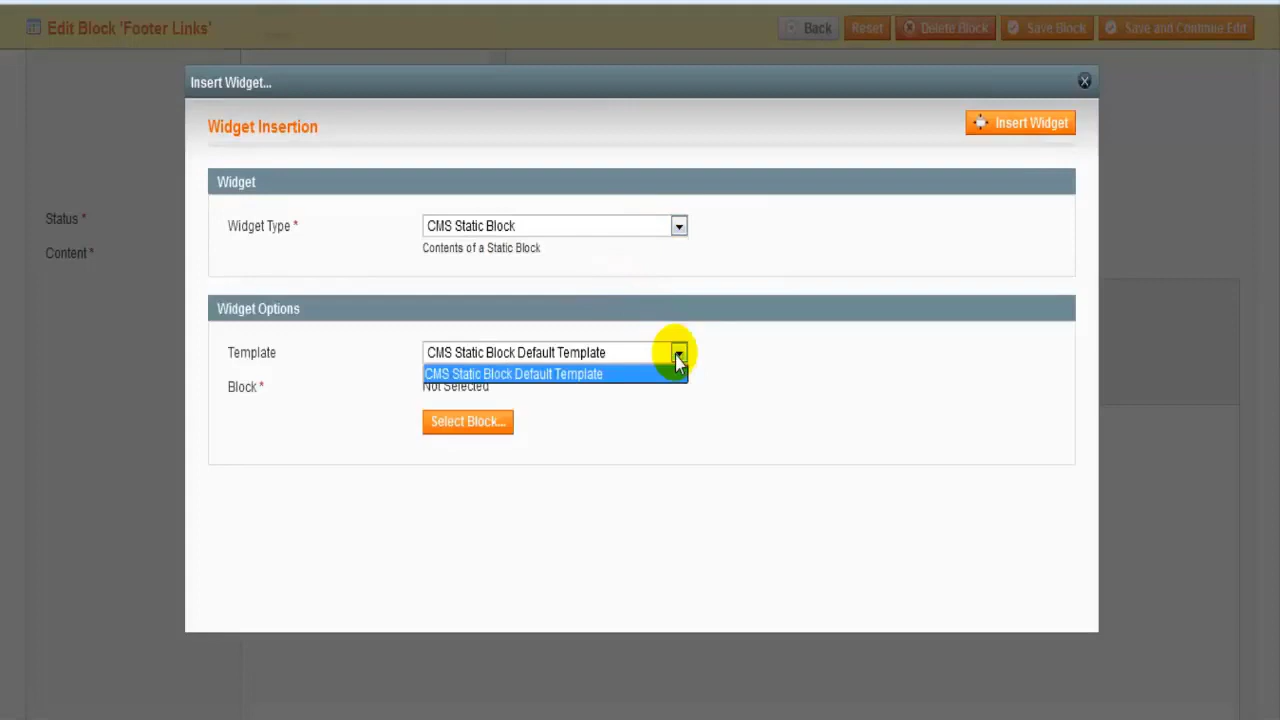 Edit Block 'Footer Links'
Back
Reset
Delete Block
Save Block
Save and Continue Edit
Insert Widget...
Widget Insertion
Insert Widget
Widget
Status *
Widget Type *
CMS Static Block
Contents of a Static Block
Content *
Widget Options
Template
CMS Static Block Default Template
CMS Static Block Default Template
Block *
Not Selected
Select Block...